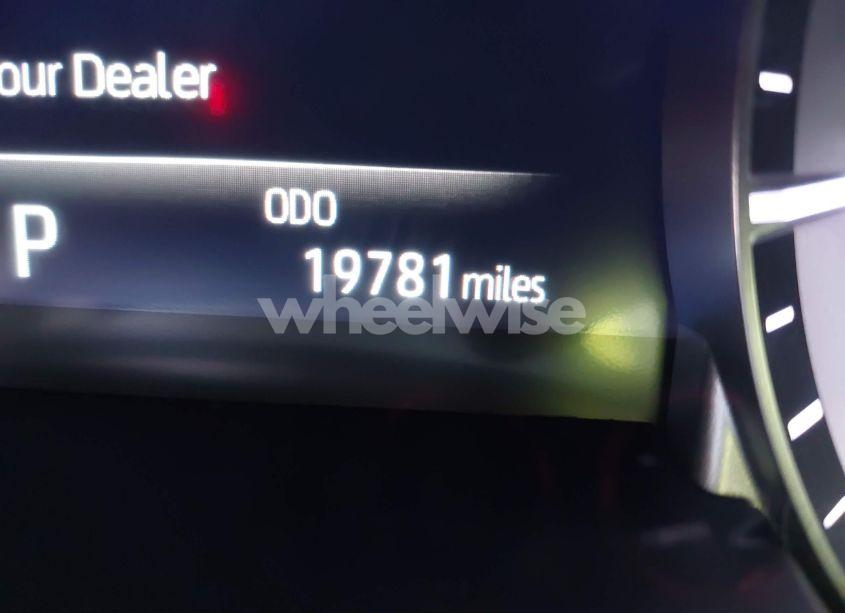 our Dealer
P
ODO
19781 miles
wheelwise